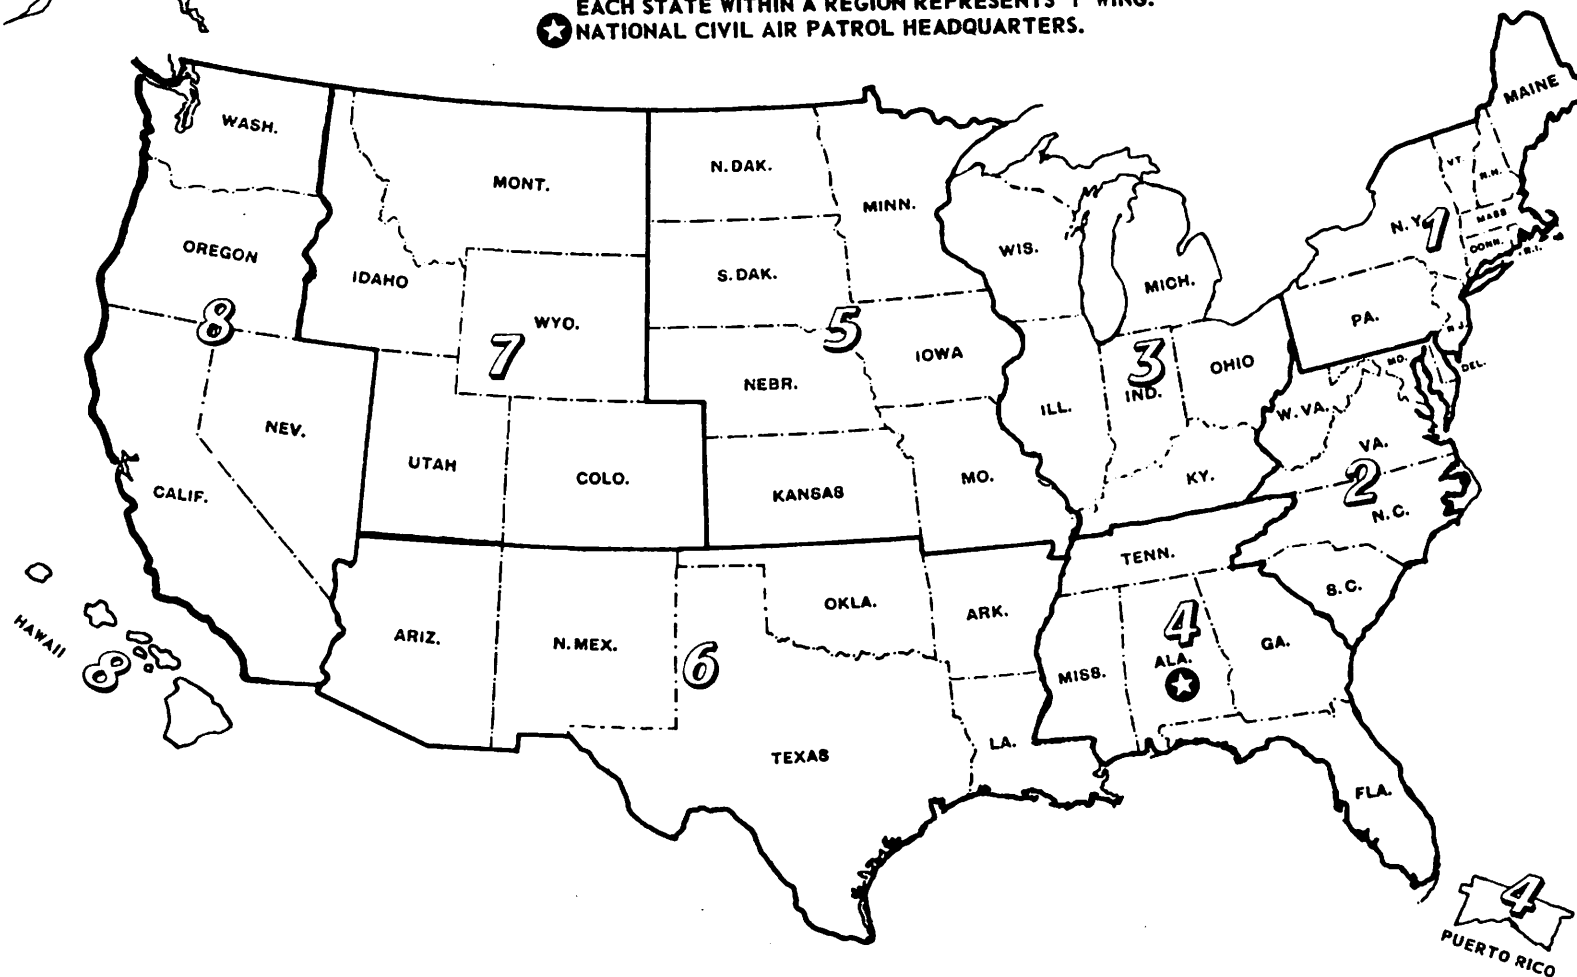 EACH STATE WITHIN A REGION REPRESENTS "1" WING.
NATIONAL CIVIL AIR PATROL HEADQUARTERS.
MAINE
WASH.
VT.
N.H.
N.DAK.
MONT.
MINN.
MASS
N.Y.
1
CONN.
R.I.
OREGON
WIS.
IDAHO
S.DAK.
MICH.
8
WYO.
5
PA.
N.J.
7
IOWA
3
OHIO
MD.
DEL.
NEBR.
IND.
ILL.
W.VA.
NEV.
VA.
UTAH
COLO.
KANSAS
MO.
KY.
2
CALIF.
N.C.
TENN.
S.C.
OKLA.
ARK.
4
HAWAII
ARIZ.
N.MEX.
GA.
8
6
ALA.
MISS.
TEXAS
LA.
FLA.
4
PUERTO RICO